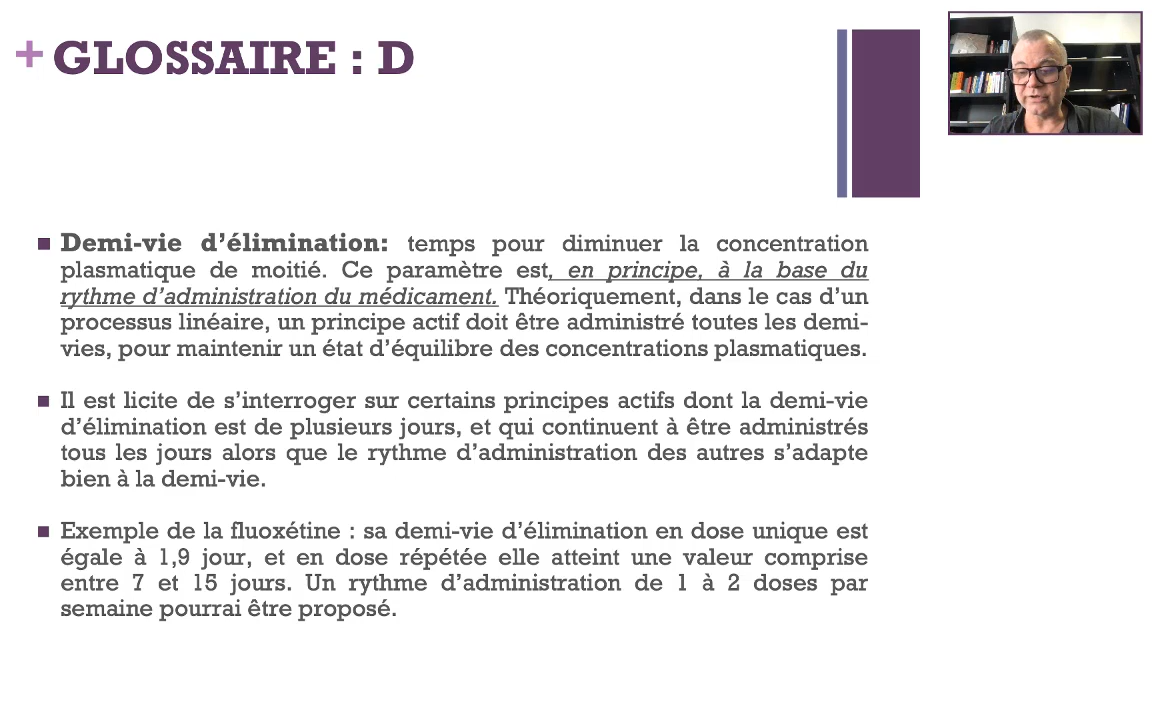 + GLOSSAIRE : D
Demi-vie d’élimination: temps pour diminuer la concentration
plasmatique de moitié. Ce paramètre est, en principe, à la base du
rythme d’administration du médicament. Théoriquement, dans le cas d’un
processus linéaire, un principe actif doit être administré toutes les demi-
vies, pour maintenir un état d’équilibre des concentrations plasmatiques.
Il est licite de s’interroger sur certains principes actifs dont la demi-vie
d’élimination est de plusieurs jours, et qui continuent à être administrés
tous les jours alors que le rythme d’administration des autres s’adapte
bien à la demi-vie.
Exemple de la fluoxétine : sa demi-vie d’élimination en dose unique est
égale à 1,9 jour, et en dose répétée elle atteint une valeur comprise
entre 7 et 15 jours. Un rythme d’administration de 1 à 2 doses par
semaine pourrai être proposé.